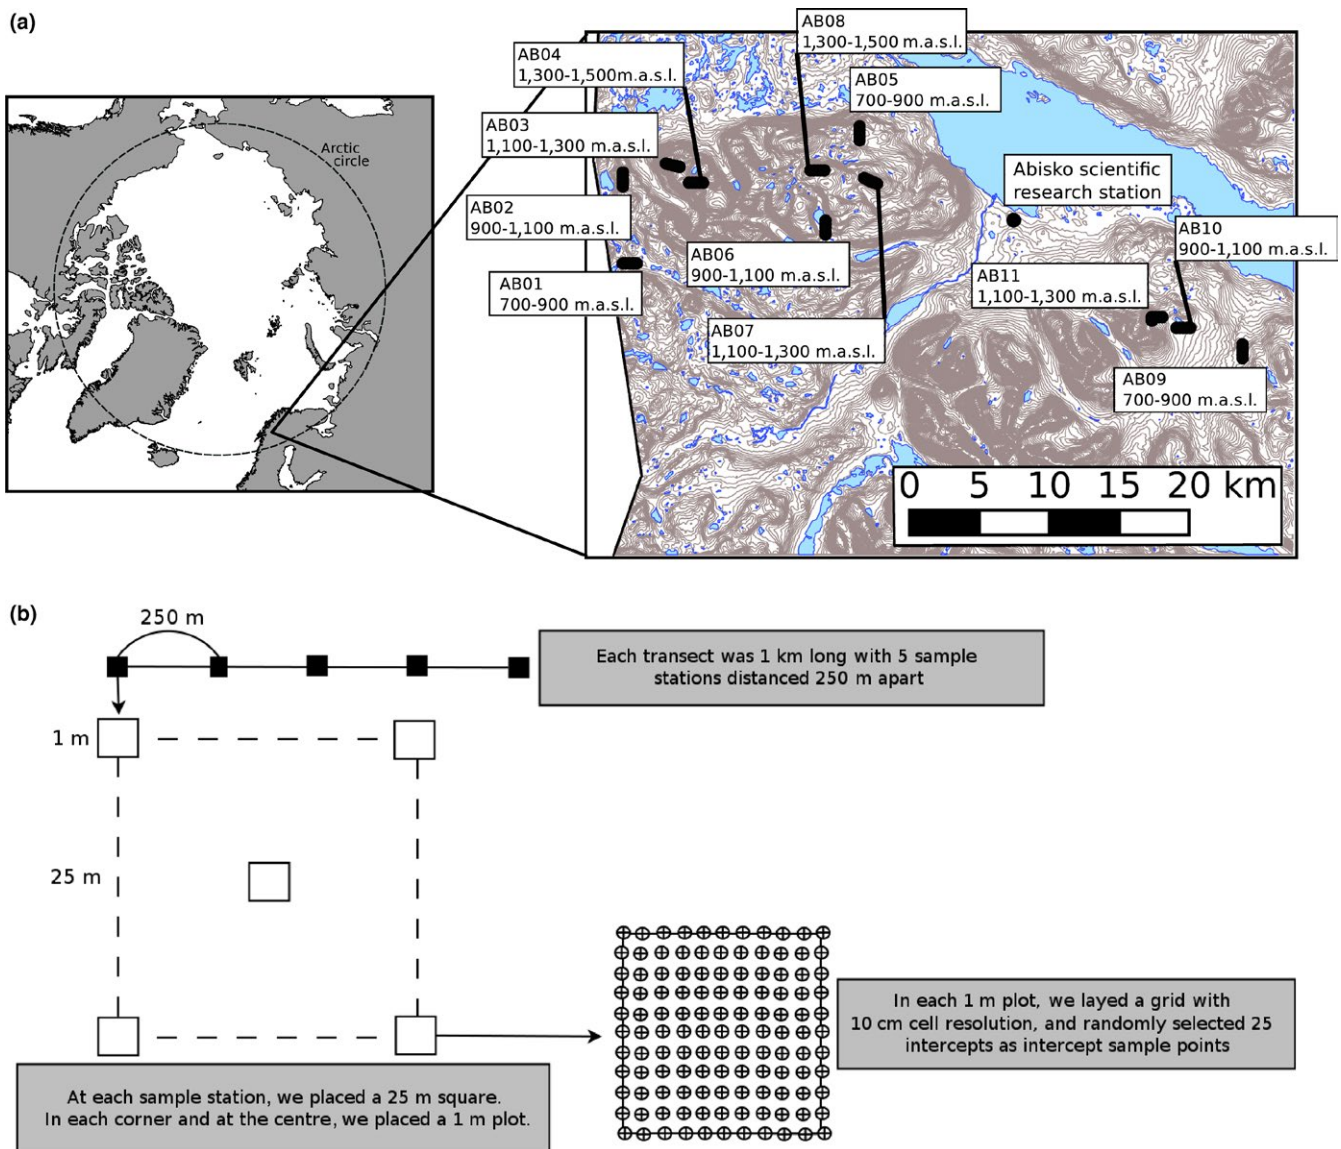 (a)
Arctic
circle
AB08
1,300-1,500 m.a.s.l.
AB04
1,300-1,500m.a.s.l.
AB05
700-900 m.a.s.l.
AB03
1,100-1,300 m.a.s.l.
Abisko scientific
research station
AB02
900-1,100 m.a.s.l.
AB10
900-1,100 m.a.s.l.
AB06
900-1,100 m.a.s.l.
AB11
1,100-1,300 m.a.s.l.
AB01
700-900 m.a.s.l.
AB07
1,100-1,300 m.a.s.l.
AB09
700-900 m.a.s.l.
0 5 10 15 20 km
(b)
250 m
Each transect was 1 km long with 5 sample
stations distanced 250 m apart
1 m
25 m
In each 1 m plot, we layed a grid with
10 cm cell resolution, and randomly selected 25
intercepts as intercept sample points
At each sample station, we placed a 25 m square.
In each corner and at the centre, we placed a 1 m plot.